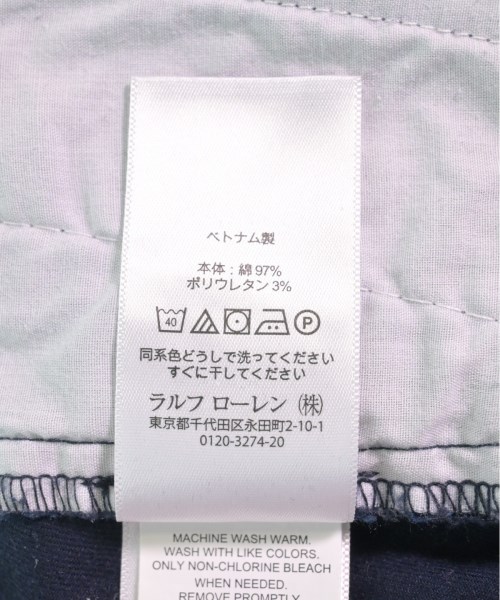 ベトナム製
本体：綿97%
ポリウレタン3%
40 P
同系色どうしで洗ってください
すぐに干してください
ラルフ ローレン（株）
東京都千代田区永田町2-10-1
0120-3274-20
MACHINE WASH WARM.
WASH WITH LIKE COLORS.
ONLY NON-CHLORINE BLEACH
WHEN NEEDED.
REMOVE PROMPTLY.